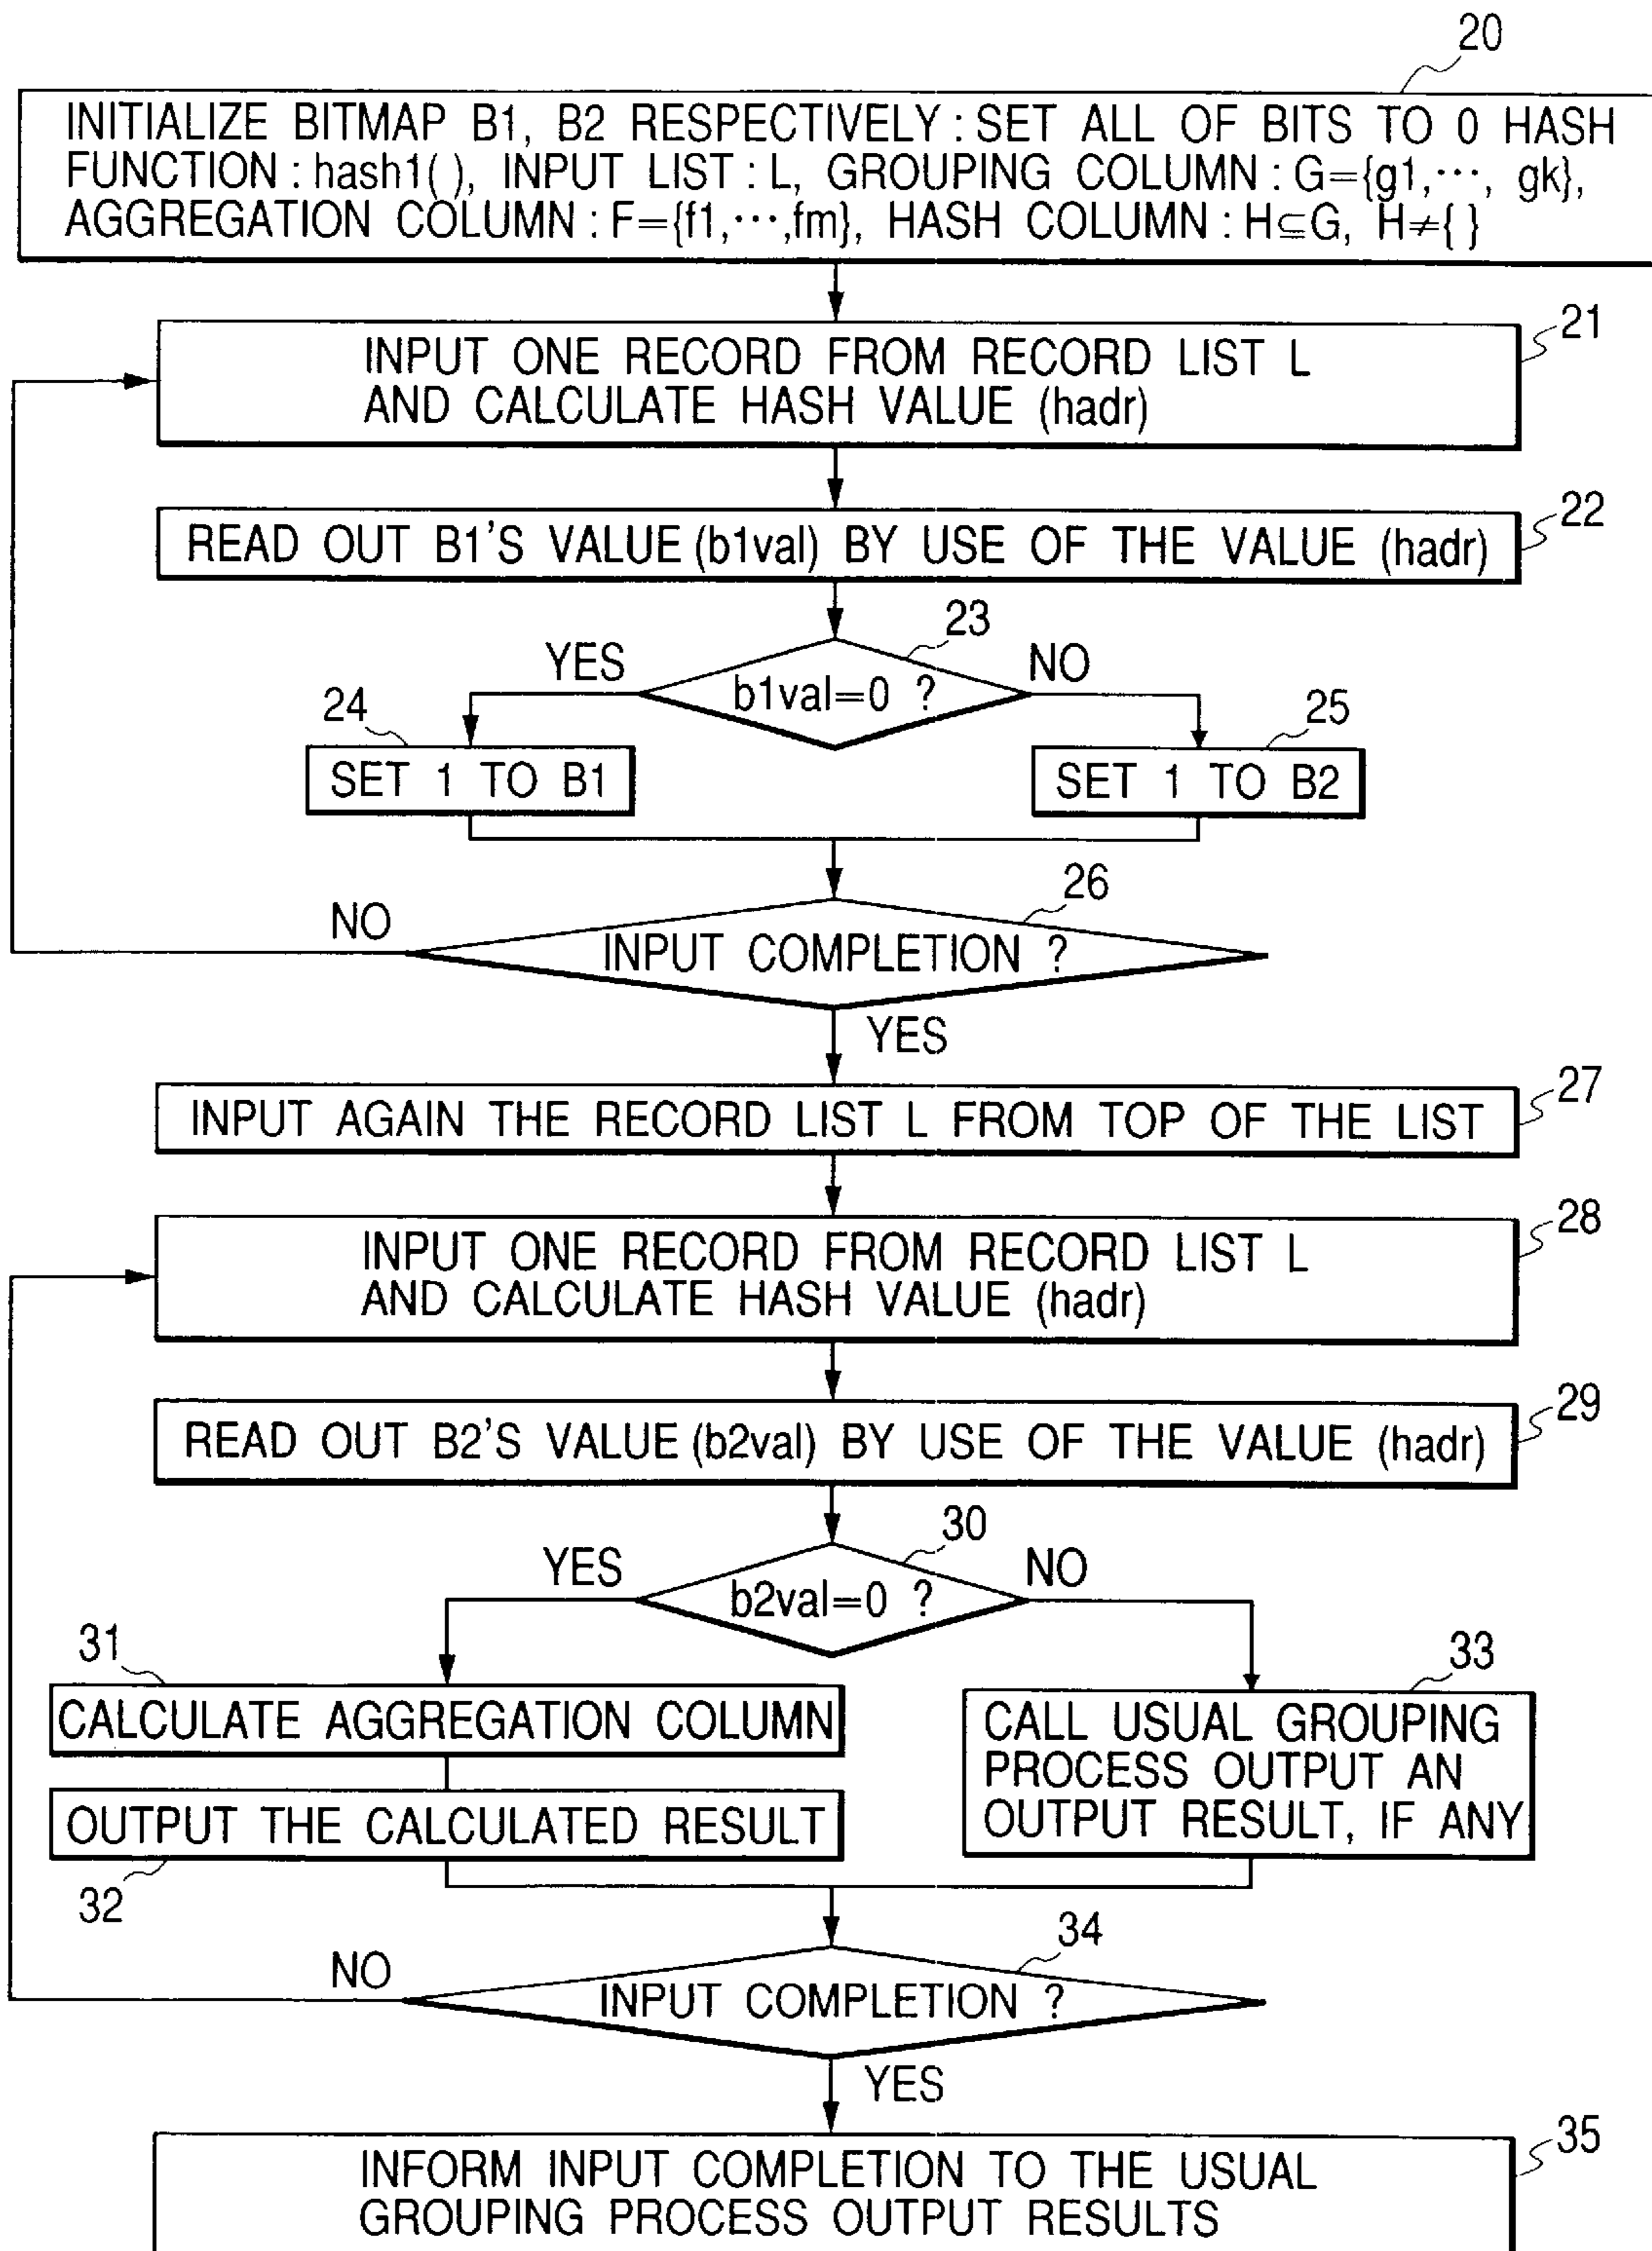 20
INITIALIZE BITMAP B1, B2 RESPECTIVELY : SET ALL OF BITS TO 0 HASH
FUNCTION : hash1( ), INPUT LIST : L, GROUPING COLUMN : G={g1,···, gk},
AGGREGATION COLUMN : F={f1,···,fm}, HASH COLUMN : H⊆G, H≠{ }
21
INPUT ONE RECORD FROM RECORD LIST L
AND CALCULATE HASH VALUE (hadr)
22
READ OUT B1'S VALUE (b1val) BY USE OF THE VALUE (hadr)
23
YES
NO
b1val=0 ?
24
25
SET 1 TO B1
SET 1 TO B2
26
NO
INPUT COMPLETION ?
YES
27
INPUT AGAIN THE RECORD LIST L FROM TOP OF THE LIST
28
INPUT ONE RECORD FROM RECORD LIST L
AND CALCULATE HASH VALUE (hadr)
29
READ OUT B2'S VALUE (b2val) BY USE OF THE VALUE (hadr)
30
YES
NO
b2val=0 ?
31
33
CALCULATE AGGREGATION COLUMN
CALL USUAL GROUPING
PROCESS OUTPUT AN
OUTPUT RESULT, IF ANY
OUTPUT THE CALCULATED RESULT
32
34
NO
INPUT COMPLETION ?
YES
35
INFORM INPUT COMPLETION TO THE USUAL
GROUPING PROCESS OUTPUT RESULTS